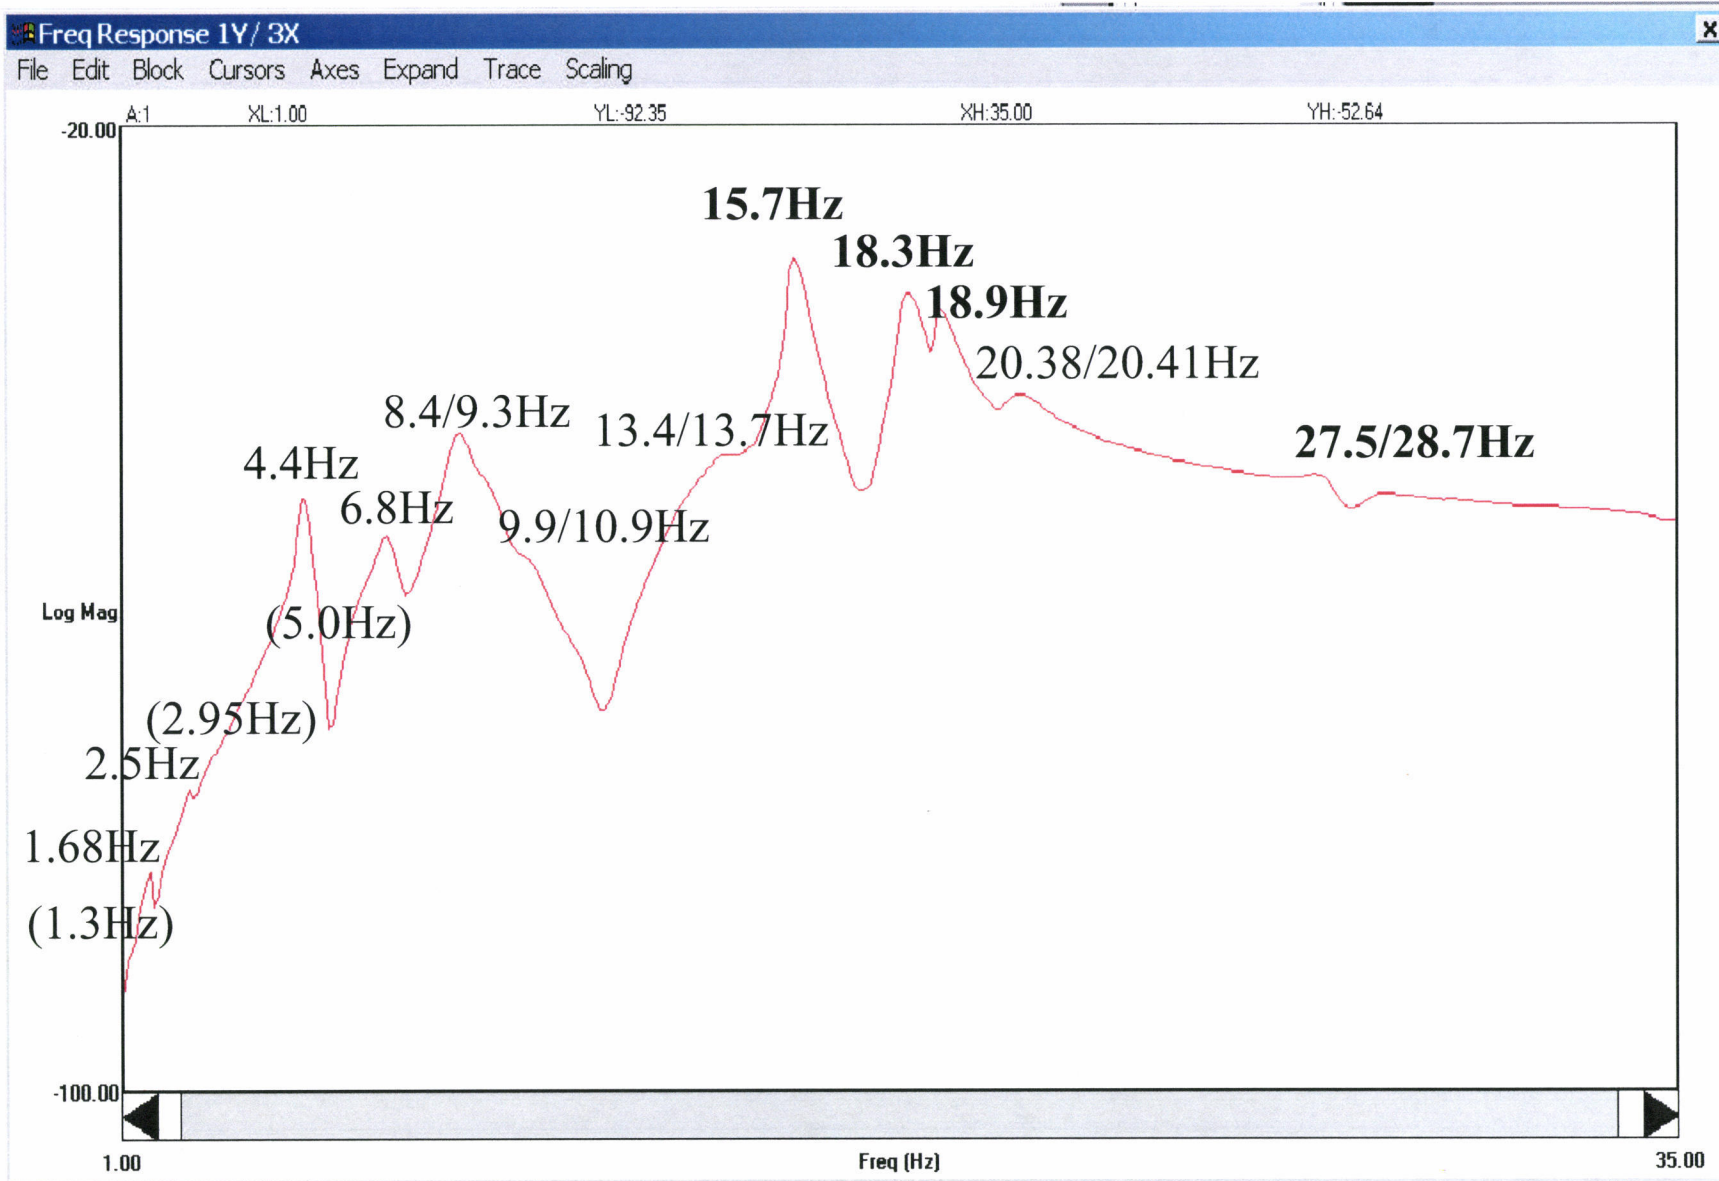 Freq Response 1Y/ 3X
File Edit Block Cursors Axes Expand Trace Scaling
A:1 XL:1.00 YL:-92.35 XH:35.00 YH:-52.64
-20.00
15.7Hz
18.3Hz
18.9Hz
20.38/20.41Hz
8.4/9.3Hz
13.4/13.7Hz
27.5/28.7Hz
4.4Hz
6.8Hz
9.9/10.9Hz
Log Mag
(5.0Hz)
(2.95Hz)
2.5Hz
1.68Hz
(1.3Hz)
-100.00
1.00 Freq (Hz) 35.00